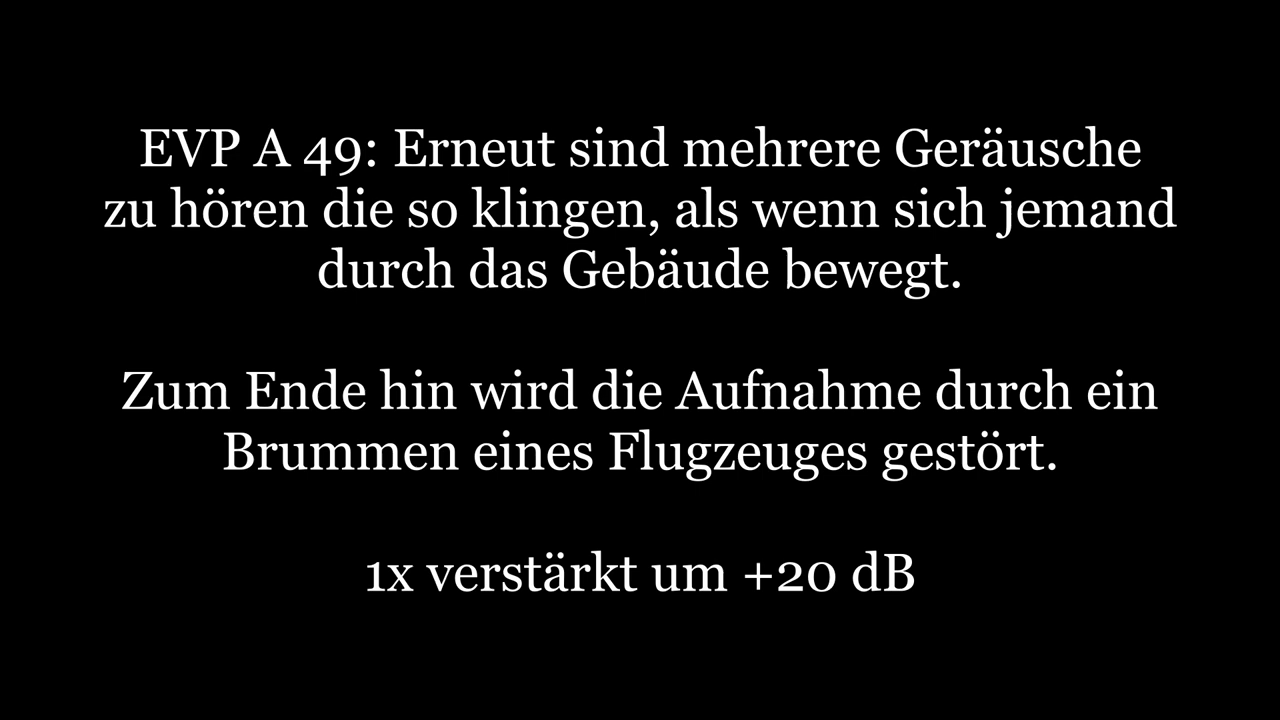 EVP A 49: Erneut sind mehrere Geräusche
zu hören die so klingen, als wenn sich jemand
durch das Gebäude bewegt.
Zum Ende hin wird die Aufnahme durch ein
Brummen eines Flugzeuges gestört.
1x verstärkt um +20 dB